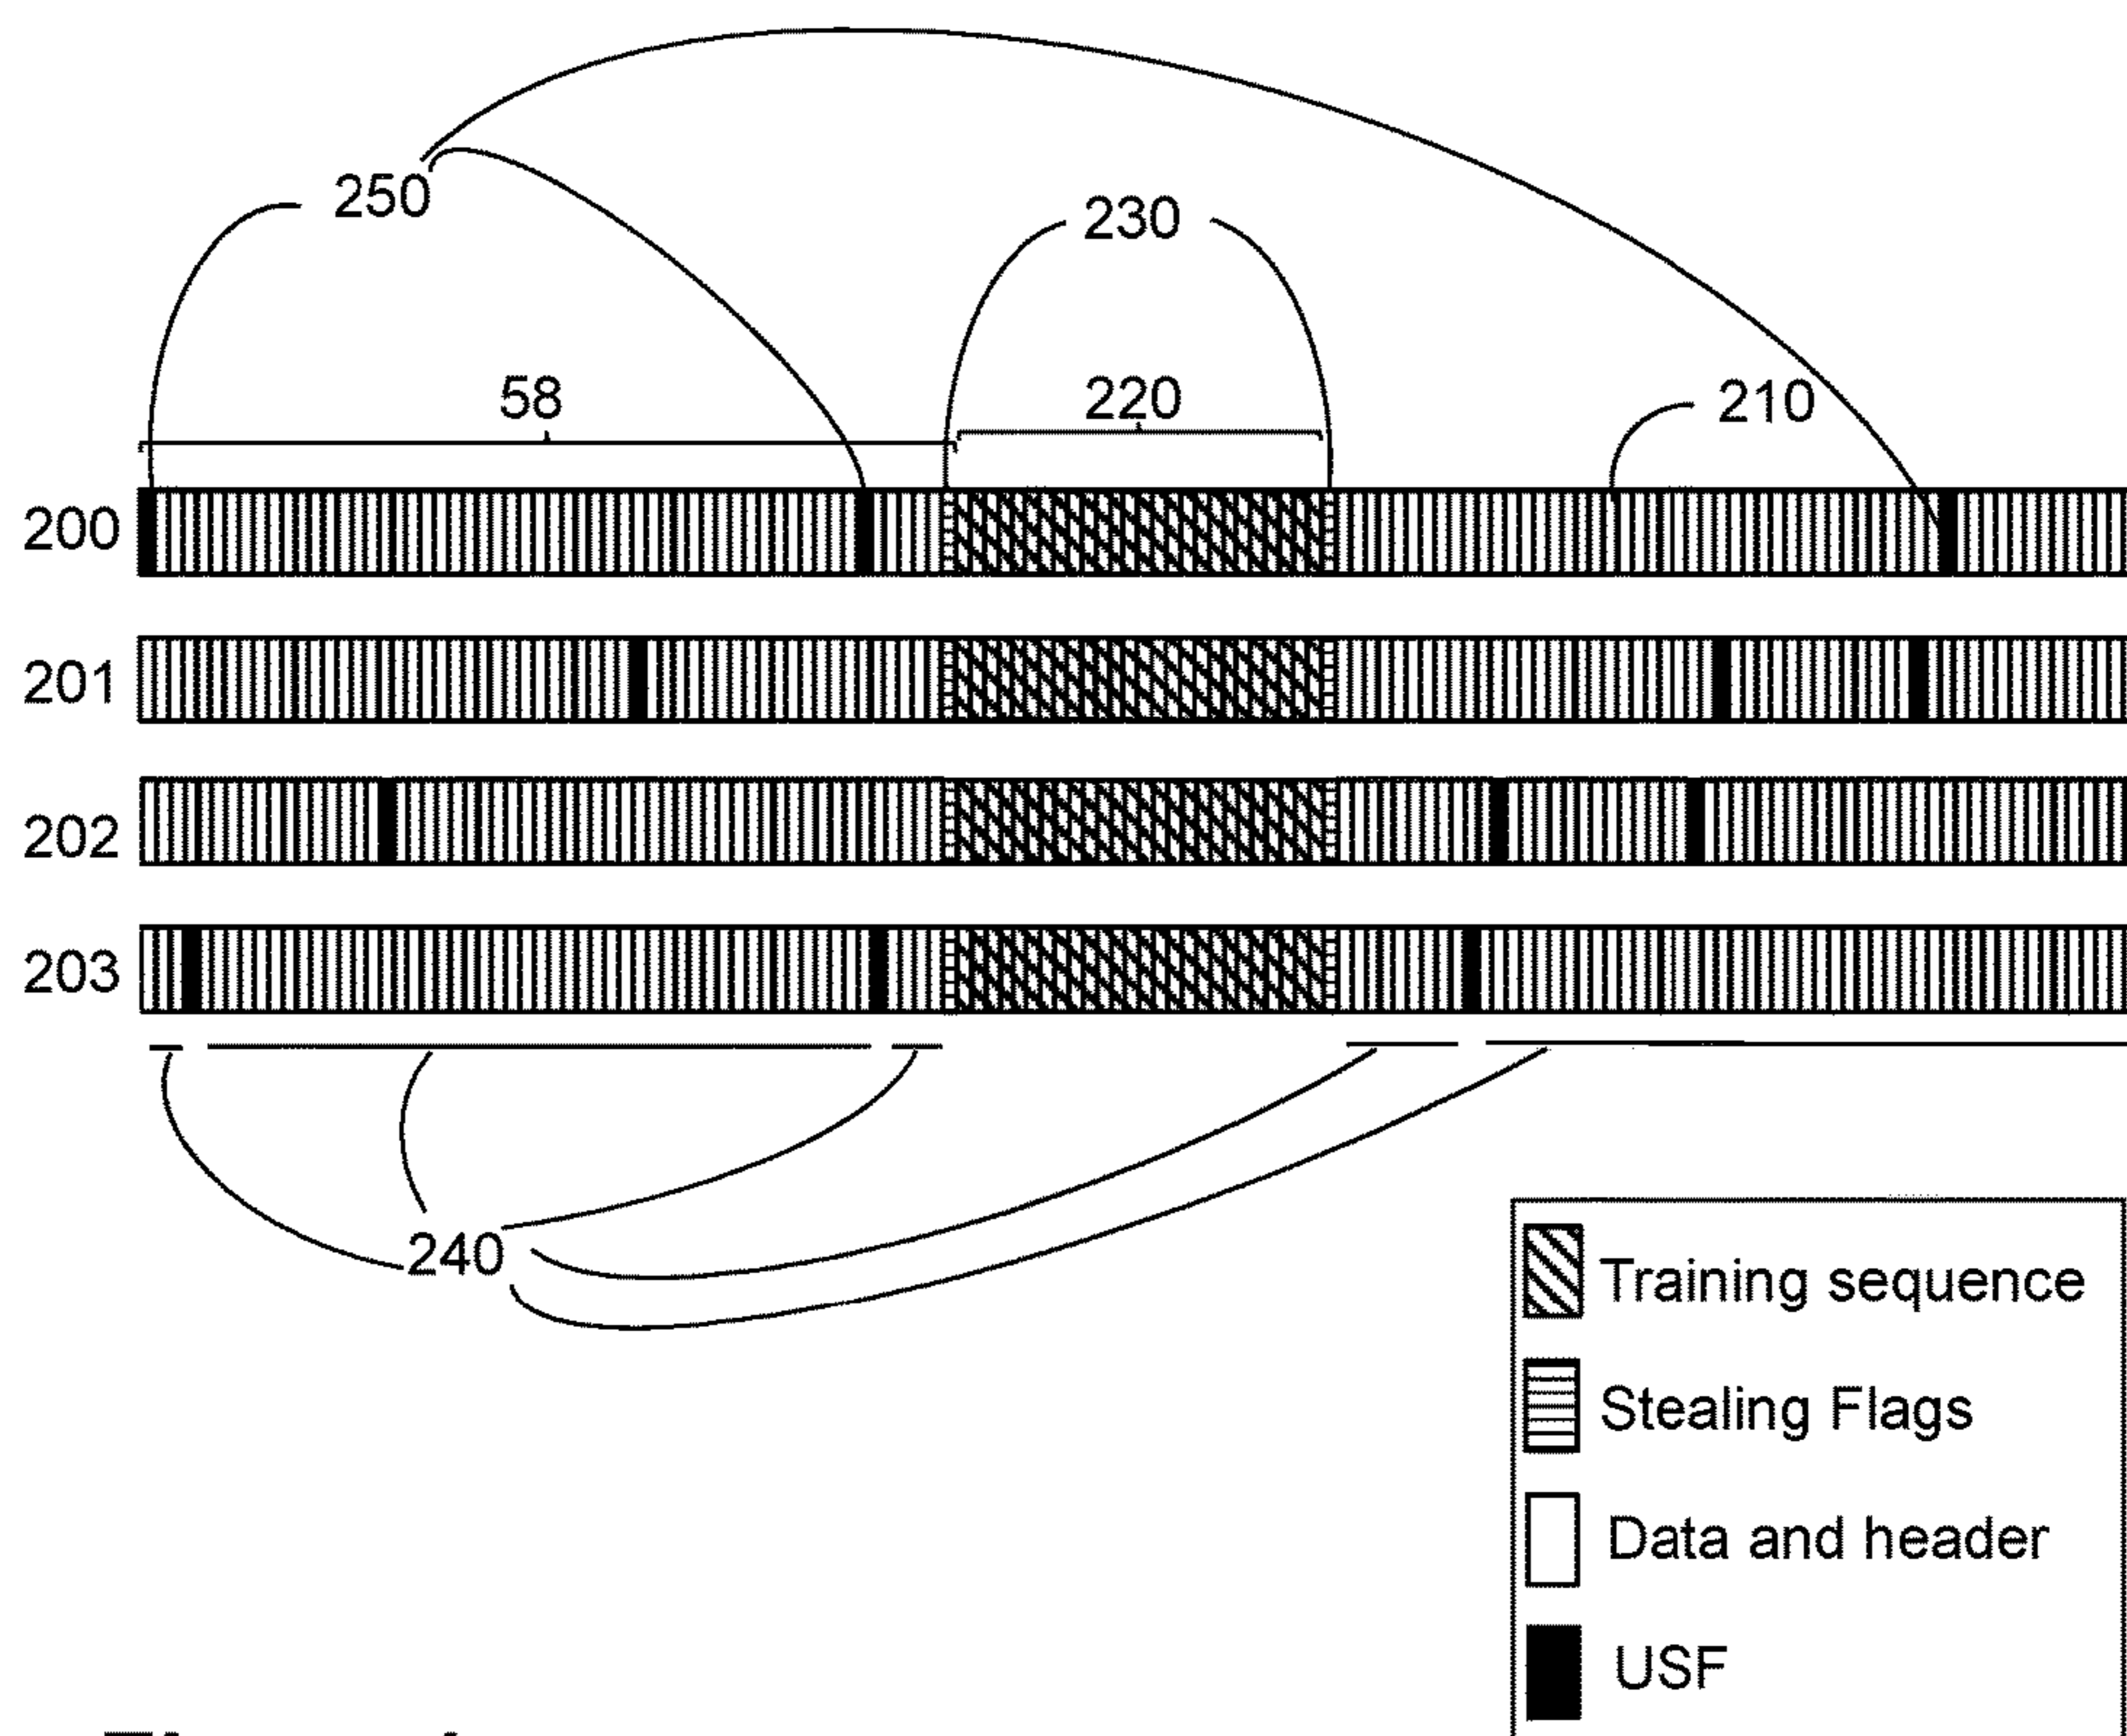 250
230
58
220
210
200
201
202
203
240
Training sequence
Stealing Flags
Data and header
USF